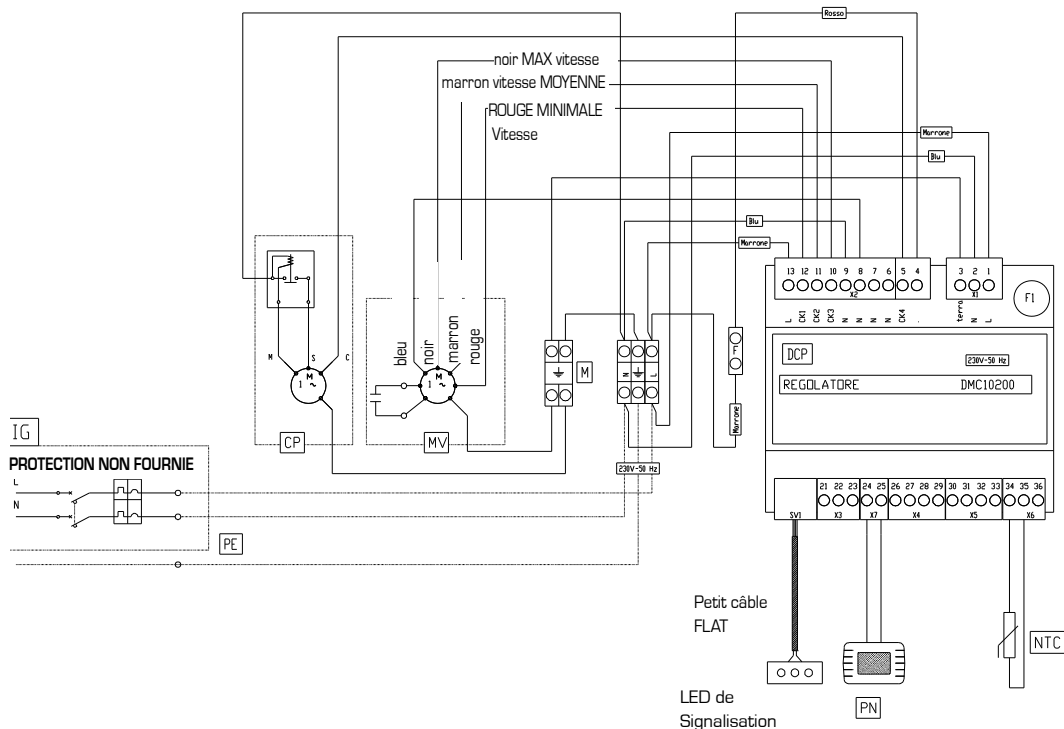 Rosso
noir MAX vitesse
marron vitesse MOYENNE
ROUGE MINIMALE
Vitesse
Marrone
Blu
Blu
Marrone
13 12 11 10 9 8 7 6 5 4
X2
L CK1 CK2 CK3 N N N N CK4 .
3 2 1
X1
terra N L
F1
M S C
M
1 ~
CP
bleu
noir
marron
rouge
M
1 ~
MV
M
N L
F
Marrone
230V-50 Hz
DCP
230V-50 Hz
REGOLATORE DMC10200
IG
PROTECTION NON FOURNIE
L
N
PE
21 22 23 24 25 26 27 28 29 30 31 32 33 34 35 36
SV1 X3 X7 X4 X5 X6
Petit câble
FLAT
LED de
Signalisation
PN
NTC